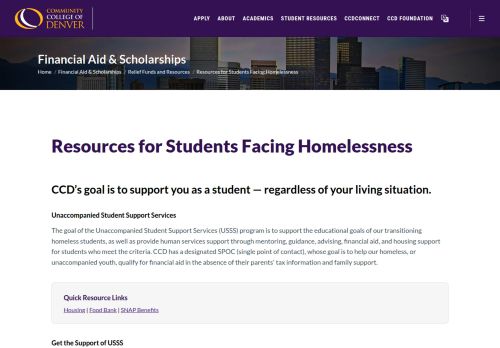 COMMUNITY
COLLEGE OF
DENVER
APPLY ABOUT ACADEMICS STUDENT RESOURCES CCDCONNECT CCD FOUNDATION
Financial Aid & Scholarships
Home / Financial Aid & Scholarships / Relief Funds and Resources / Resources for Students Facing Homelessness
Resources for Students Facing Homelessness
CCD’s goal is to support you as a student — regardless of your living situation.
Unaccompanied Student Support Services
The goal of the Unaccompanied Student Support Services (USSS) program is to support the educational goals of our transitioning
homeless students, as well as provide human services support through mentoring, guidance, advising, financial aid, and housing support
for students who meet the criteria. CCD has a designated SPOC (single point of contact), whose goal is to help our homeless, or
unaccompanied youth, qualify for financial aid in the absence of their parents' tax information and family support.
Quick Resource Links
Housing | Food Bank | SNAP Benefits
Get the Support of USSS